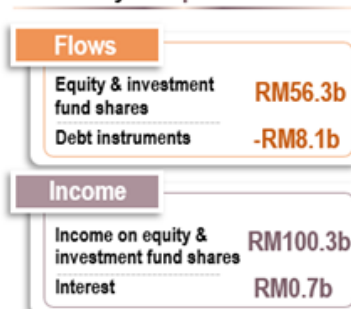 Flows
Equity & investment
fund shares
RM56.3b
Debt instruments
-RM8.1b
Income
Income on equity &
investment fund shares
RM100.3b
Interest
RM0.7b